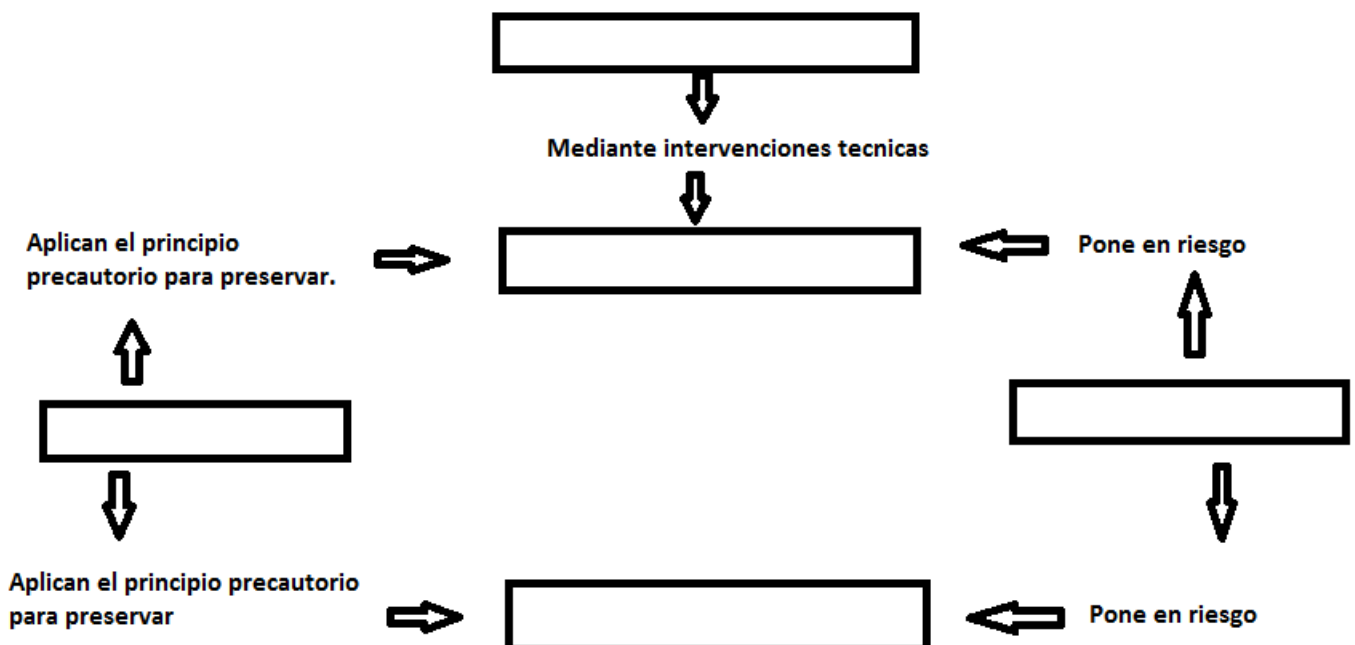 Mediante intervenciones tecnicas
Aplican el principio
precautorio para preservar.
Pone en riesgo
Aplican el principio precautorio
para preservar
Pone en riesgo